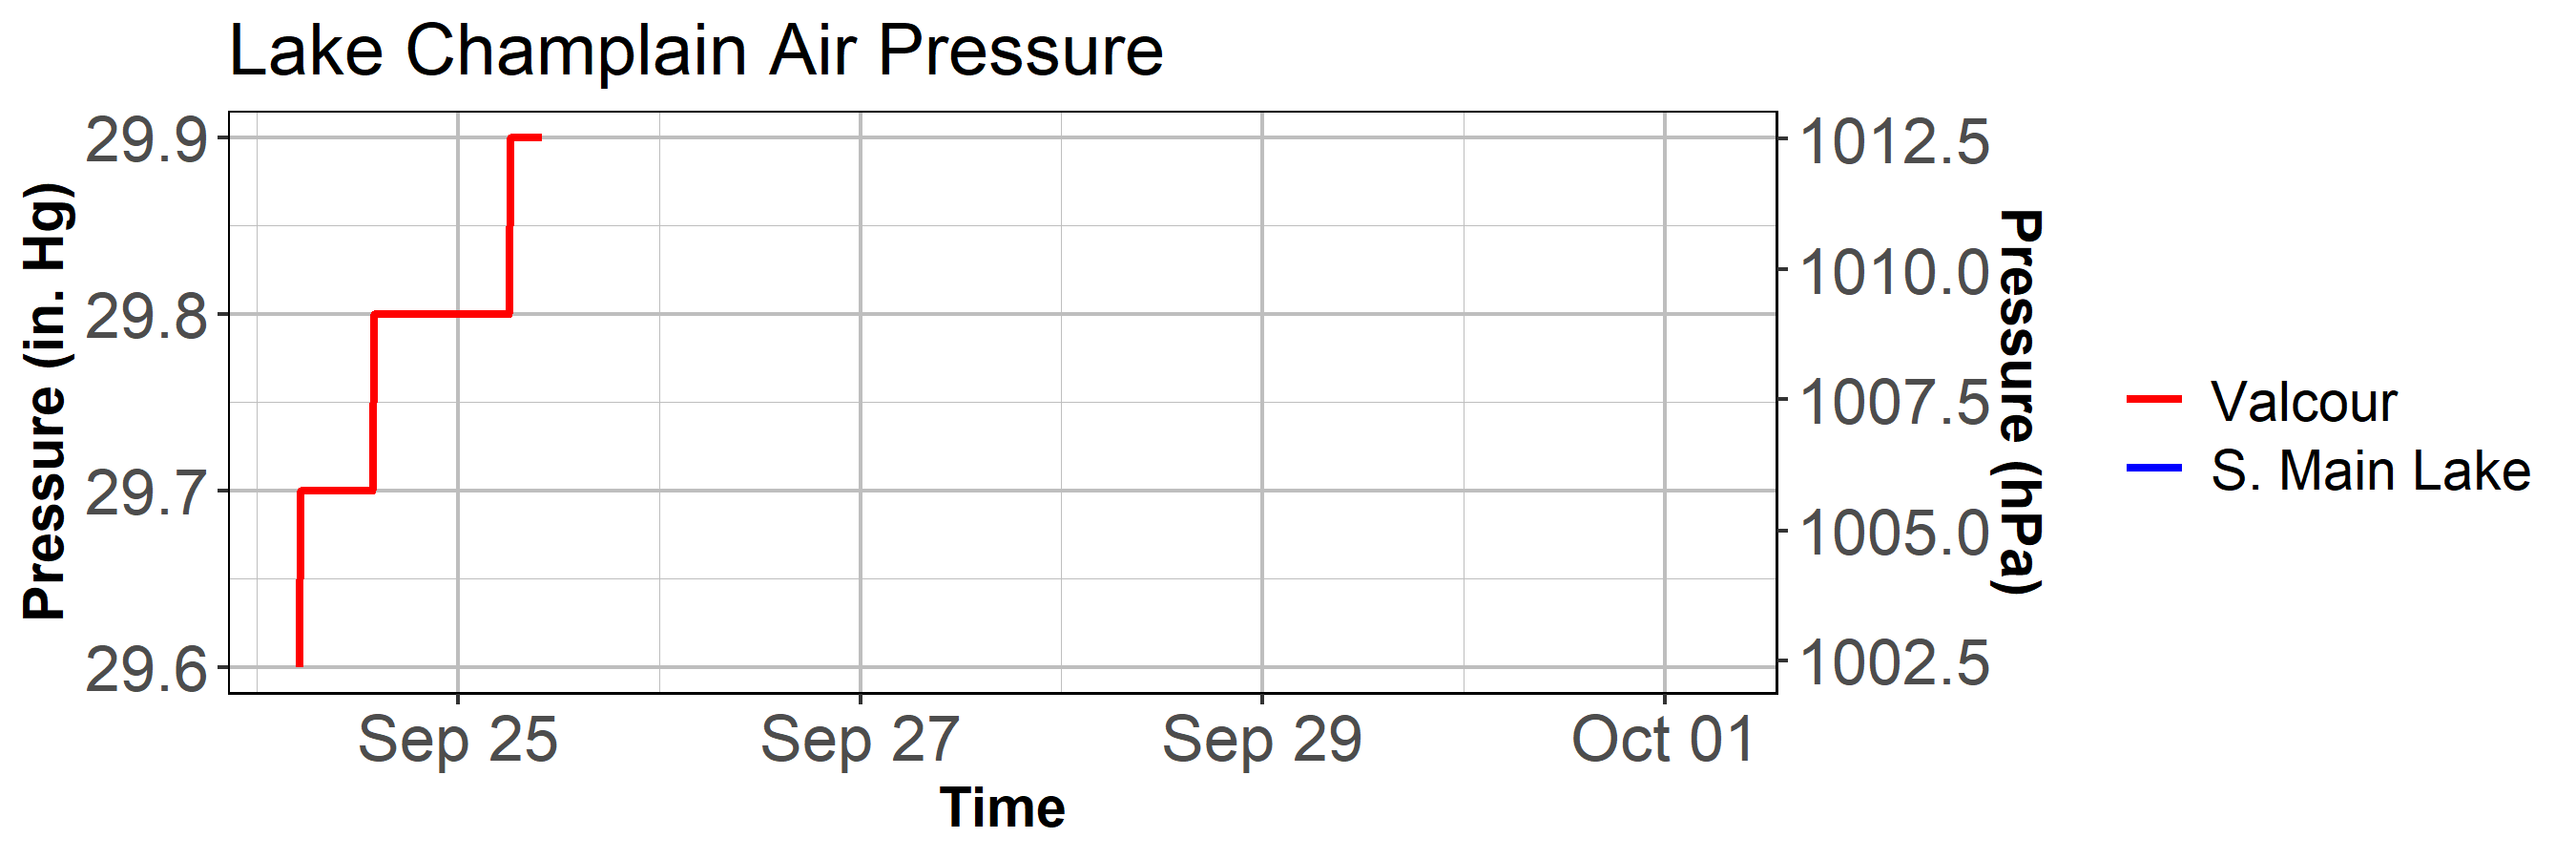 Lake Champlain Air Pressure
29.9
29.8
29.7
29.6
Pressure (in. Hg)
1012.5
1010.0
1007.5
1005.0
1002.5
Pressure (hPa)
Sep 25
Sep 27
Sep 29
Oct 01
Time
Valcour
S. Main Lake